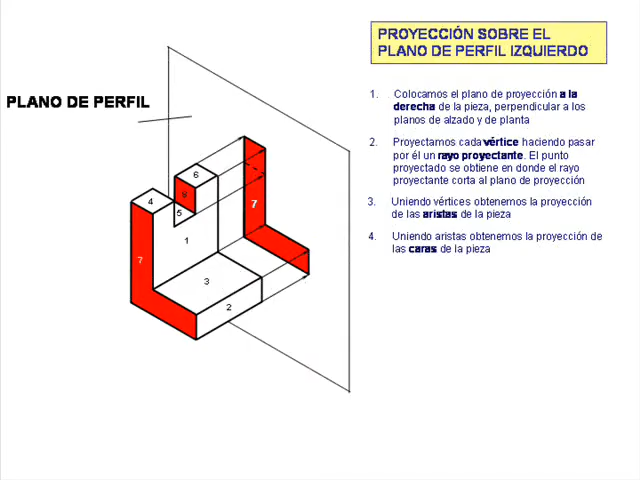 PROYECCIÓN SOBRE EL
PLANO DE PERFIL IZQUIERDO
PLANO DE PERFIL
1. Colocamos el plano de proyección a la
derecha de la pieza, perpendicular a los
planos de alzado y de planta
2. Proyectamos cada vértice haciendo pasar
por él un rayo proyectante. El punto
proyectado se obtiene en donde el rayo
proyectante corta al plano de proyección
3. Uniendo vértices obtenemos la proyección
de las aristas de la pieza
4. Uniendo aristas obtenemos la proyección de
las caras de la pieza
6
4
5
7
1
7
3
2